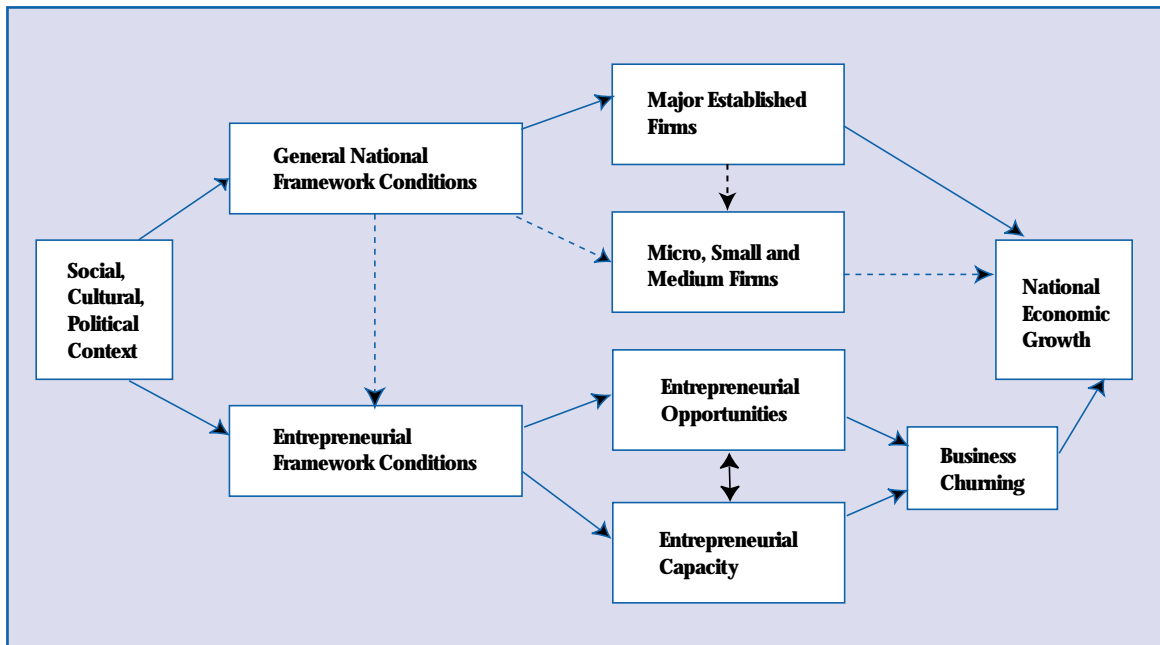 Major Established
Firms
General National
Framework Conditions
Micro, Small and
Medium Firms
Social,
Cultural,
Political
Context
National
Economic
Growth
Entrepreneurial
Opportunities
Entrepreneurial
Framework Conditions
Business
Churning
Entrepreneurial
Capacity